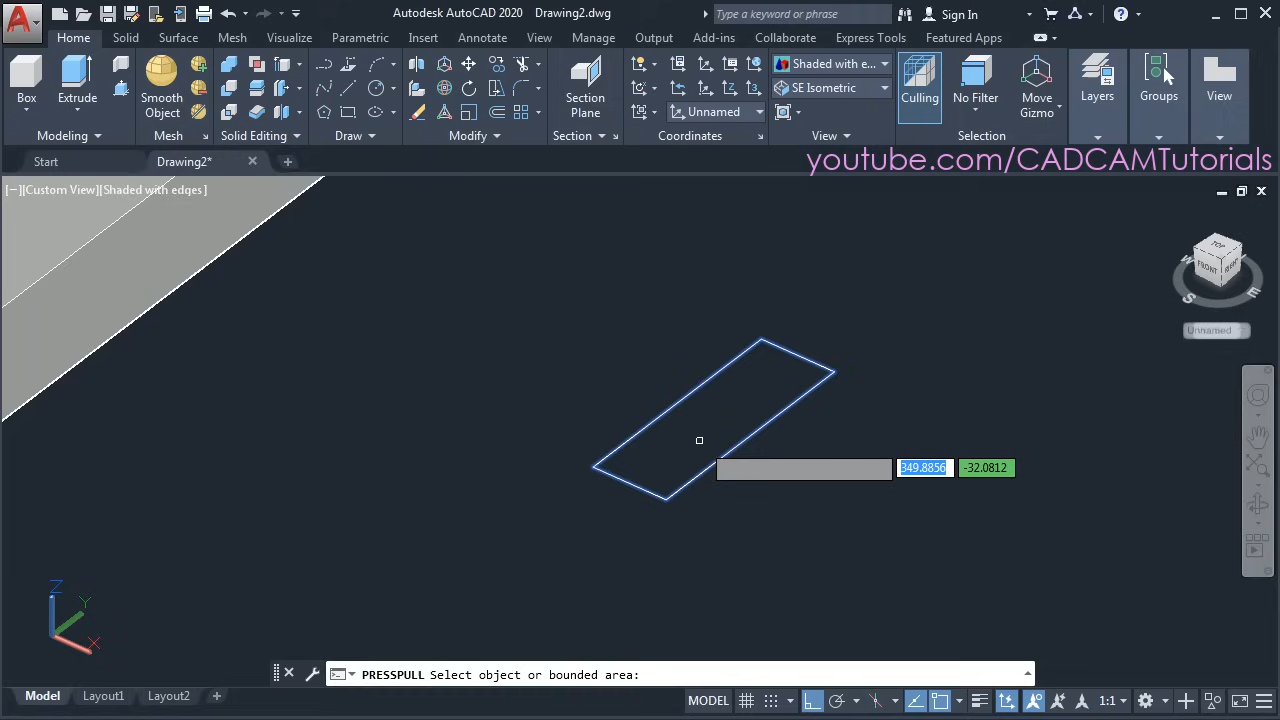 Autodesk AutoCAD 2020 Drawing2.dwg
Type a keyword or phrase
Sign In
Home Solid Surface Mesh Visualize Parametric Insert Annotate View Manage Output Add-ins Collaborate Express Tools Featured Apps
Box
Extrude
Smooth Object
Section Plane
Unnamed
Shaded with e...
SE Isometric
Culling
No Filter
Move Gizmo
Layers
Groups
View
Modeling Mesh Solid Editing Draw Modify Section Coordinates View Selection
Start
Drawing2*
youtube.com/CADCAMTutorials
[−][Custom View][Shaded with edges]
TOP
FRONT
RIGHT
W
S
E
Unnamed
349.8856
-32.0812
Z
Y
X
PRESSPULL Select object or bounded area:
Model Layout1 Layout2
MODEL
1:1